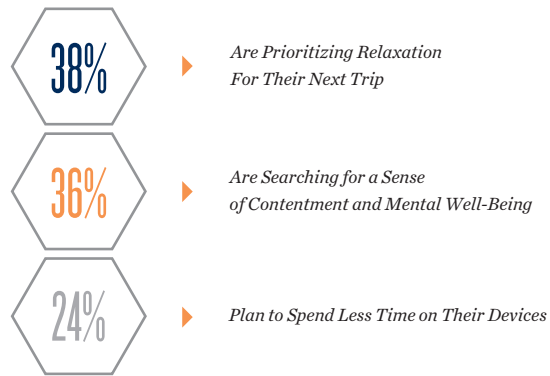 38%
Are Prioritizing Relaxation
For Their Next Trip
36%
Are Searching for a Sense
of Contentment and Mental Well-Being
24%
Plan to Spend Less Time on Their Devices